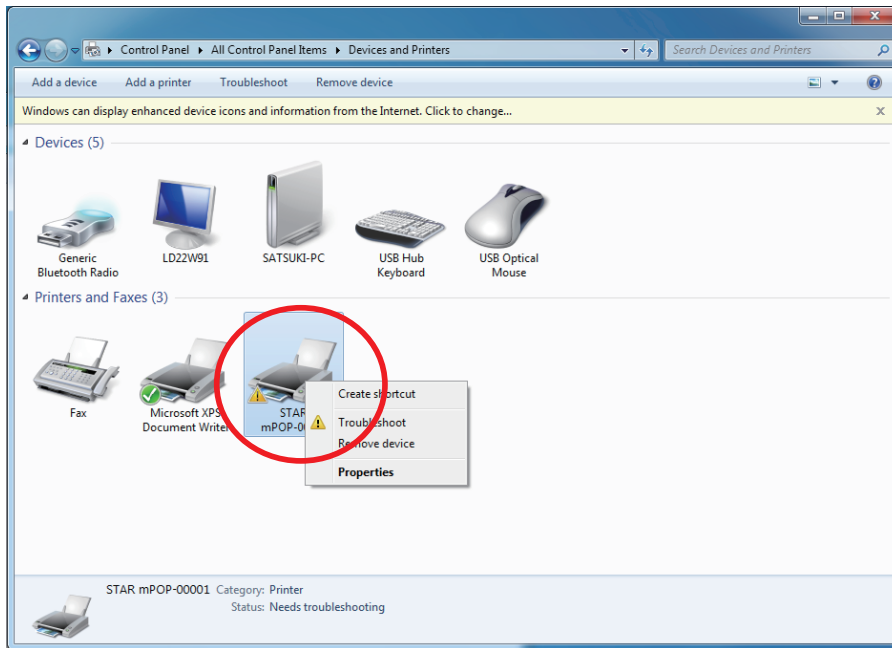 Control Panel All Control Panel Items Devices and Printers Search Devices and Printers
Add a device Add a printer Troubleshoot Remove device
Windows can display enhanced device icons and information from the Internet. Click to change...
Devices (5)
Generic
Bluetooth Radio
LD22W91
SATSUKI-PC
USB Hub
Keyboard
USB Optical
Mouse
Printers and Faxes (3)
Fax
Microsoft XPS
Document Writer
STAR
Create shortcut
Troubleshoot
Remove device
Properties
STAR mPOP-00001 Category: Printer
Status: Needs troubleshooting